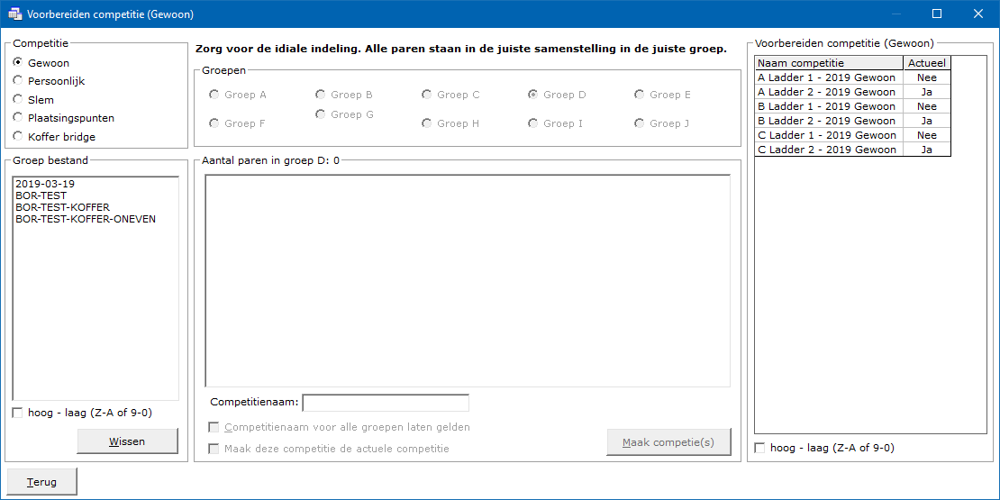 Voorbereiden competitie (Gewoon)
Competitie
Gewoon
Persoonlijk
Slem
Plaatsingspunten
Koffer bridge
Groep bestand
2019-03-19
BOR-TEST
BOR-TEST-KOFFER
BOR-TEST-KOFFER-ONEVEN
hoog - laag (Z-A of 9-0)
Wissen
Terug
Zorg voor de idiale indeling. Alle paren staan in de juiste samenstelling in de juiste groep.
Groepen
Groep A Groep B Groep C Groep D Groep E
Groep F Groep G Groep H Groep I Groep J
Aantal paren in groep D: 0
Competitienaam:
Competitienaam voor alle groepen laten gelden
Maak deze competitie de actuele competitie
Maak competie(s)
Voorbereiden competitie (Gewoon)
Naam competitie Actueel
A Ladder 1 - 2019 Gewoon Nee
A Ladder 2 - 2019 Gewoon Ja
B Ladder 1 - 2019 Gewoon Nee
B Ladder 2 - 2019 Gewoon Ja
C Ladder 1 - 2019 Gewoon Nee
C Ladder 2 - 2019 Gewoon Ja
hoog - laag (Z-A of 9-0)